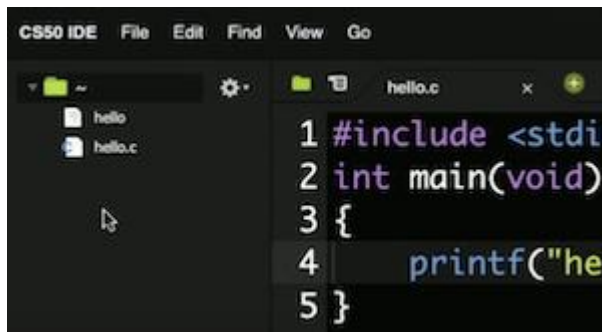 CS50 IDE File Edit Find View Go
~
hello
hello.c
hello.c ×
1 #include <stdi
2 int main(void)
3 {
4 printf("he
5 }